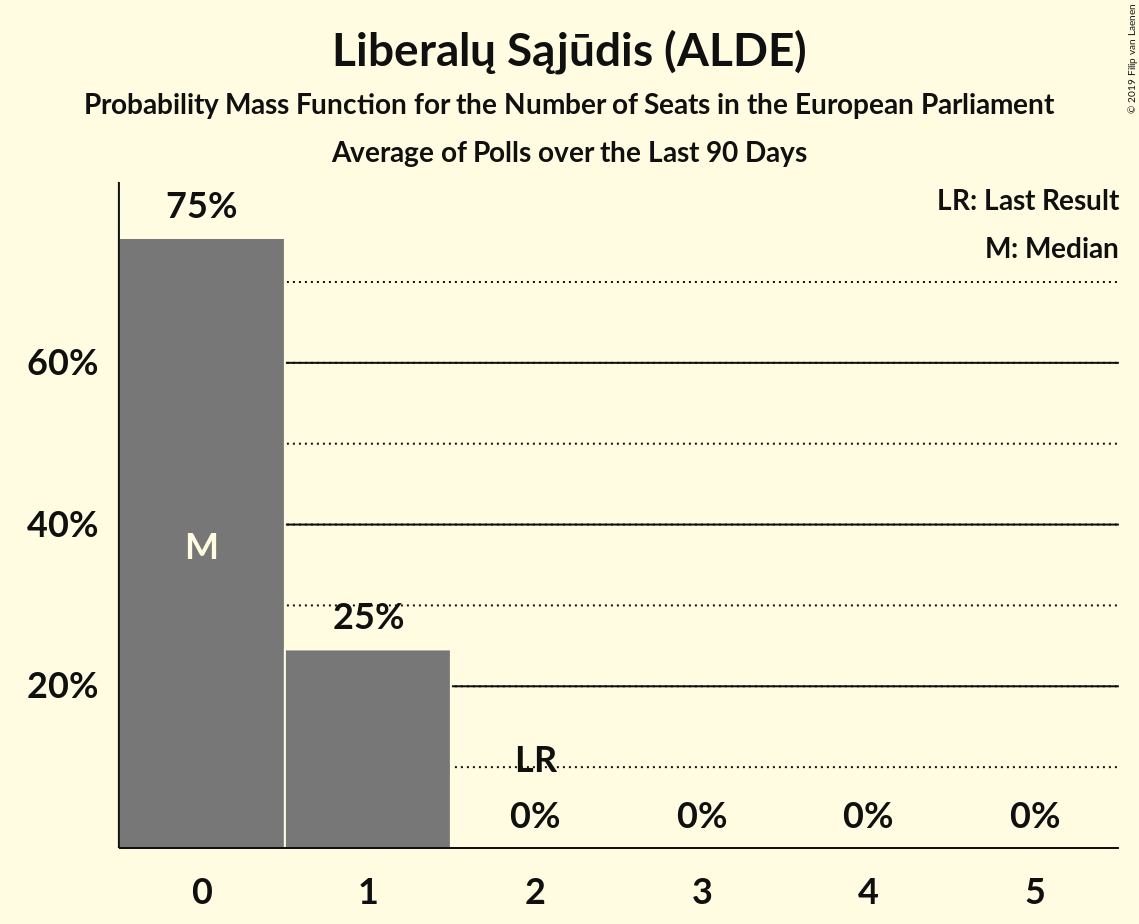 Liberalų Sąjūdis (ALDE)
Probability Mass Function for the Number of Seats in the European Parliament
Average of Polls over the Last 90 Days
© 2019 Filip van Laenen
LR: Last Result
M: Median
75%
60%
40%
M
25%
20%
LR
0%
0%
0%
0%
0
1
2
3
4
5